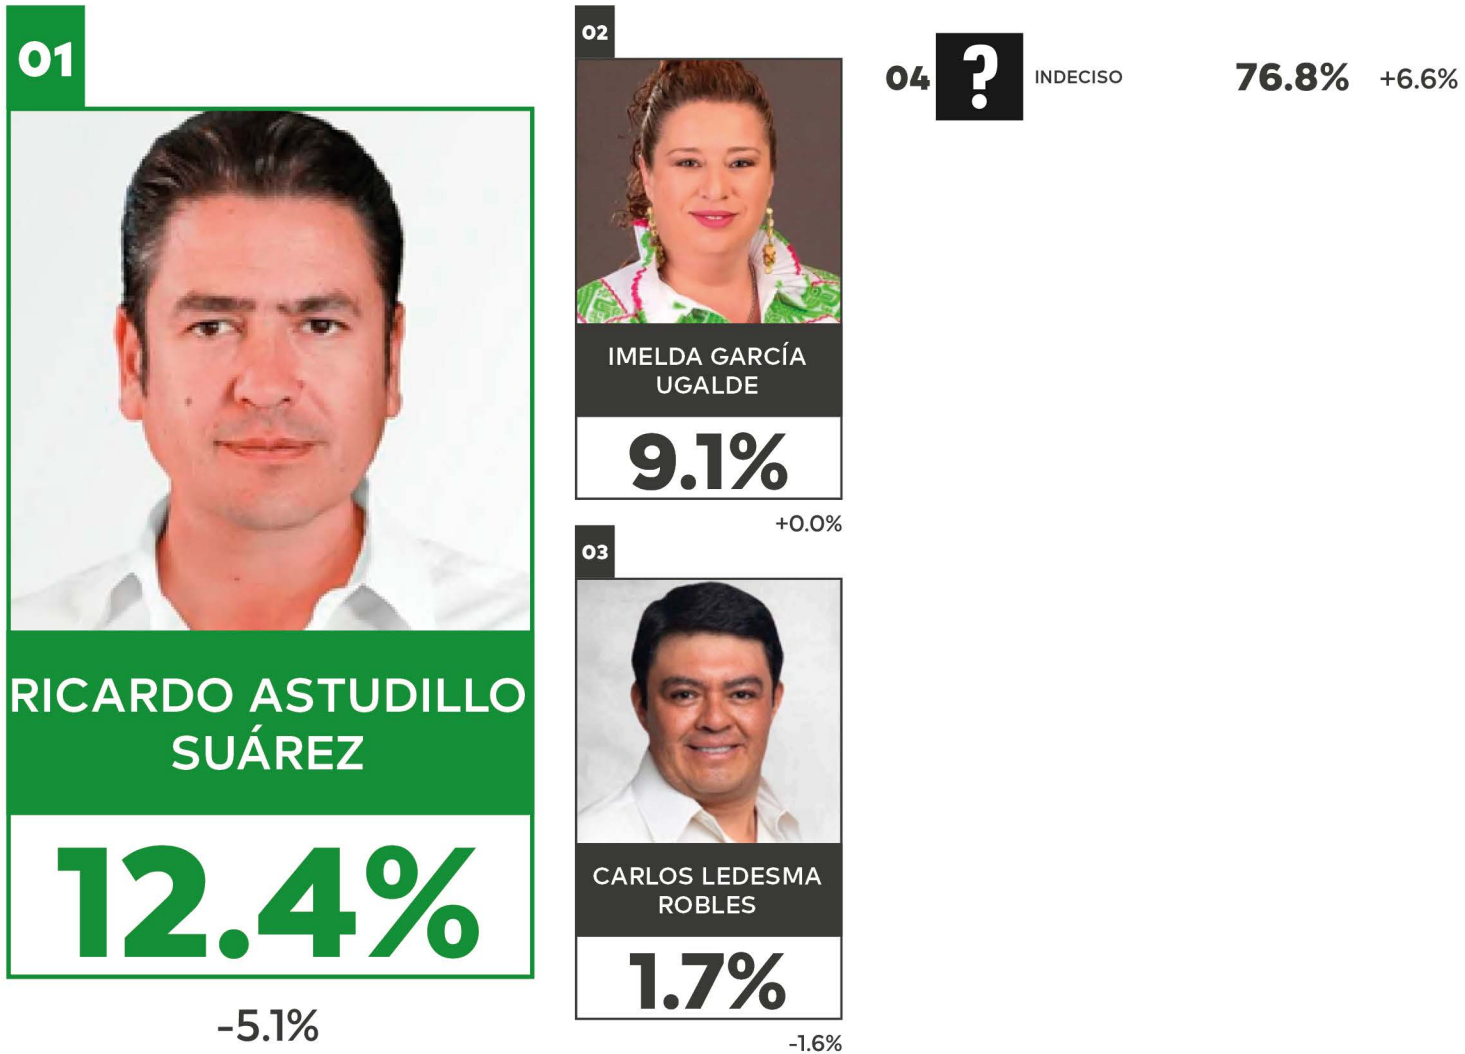 01
RICARDO ASTUDILLO
SUÁREZ
12.4%
-5.1%
02
IMELDA GARCÍA
UGALDE
9.1%
+0.0%
03
CARLOS LEDESMA
ROBLES
1.7%
-1.6%
04 ? INDECISO 76.8% +6.6%